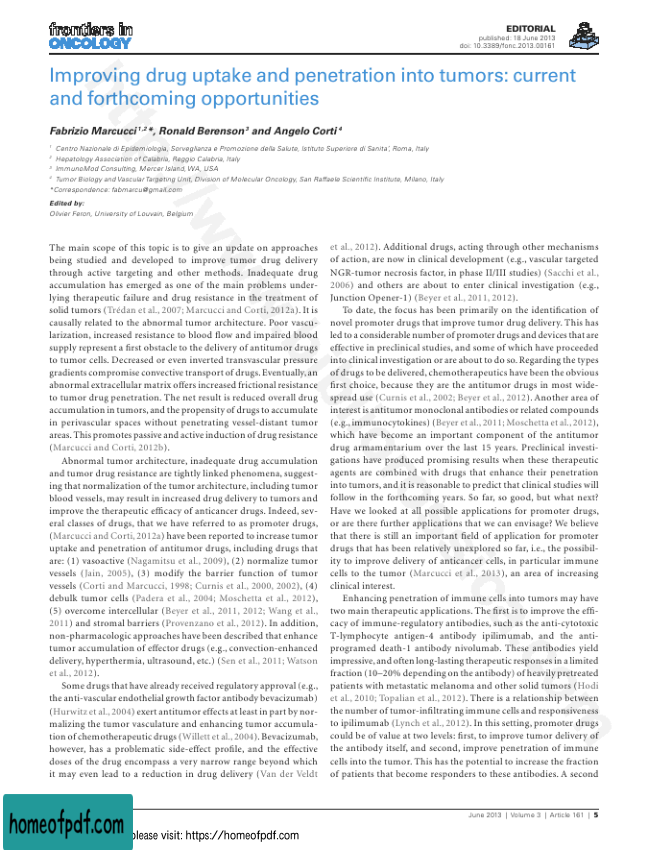 frontiers in
ONCOLOGY
EDITORIAL
published: 18 June 2013
doi: 10.3389/fonc.2013.00161
Improving drug uptake and penetration into tumors: current
and forthcoming opportunities
Fabrizio Marcucci 1,2*, Ronald Berenson 3 and Angelo Corti 4
1 Centro Nazionale di Epidemiologia, Sorveglianza e Promozione della Salute, Istituto Superiore di Sanita', Roma, Italy
2 Hepatology Association of Calabria, Reggio Calabria, Italy
3 ImmunoMod Consulting, Mercer Island, WA, USA
4 Tumor Biology and Vascular Targeting Unit, Division of Molecular Oncology, San Raffaele Scientific Institute, Milano, Italy
*Correspondence: fabmarcu@gmail.com
Edited by:
Olivier Feron, University of Louvain, Belgium
The main scope of this topic is to give an update on approaches
being studied and developed to improve tumor drug delivery
through active targeting and other methods. Inadequate drug
accumulation has emerged as one of the main problems under-
lying therapeutic failure and drug resistance in the treatment of
solid tumors (Trédan et al., 2007; Marcucci and Corti, 2012a). It is
causally related to the abnormal tumor architecture. Poor vascu-
larization, increased resistance to blood flow and impaired blood
supply represent a first obstacle to the delivery of antitumor drugs
to tumor cells. Decreased or even inverted transvascular pressure
gradients compromise convective transport of drugs. Eventually, an
abnormal extracellular matrix offers increased frictional resistance
to tumor drug penetration. The net result is reduced overall drug
accumulation in tumors, and the propensity of drugs to accumulate
in perivascular spaces without penetrating vessel-distant tumor
areas. This promotes passive and active induction of drug resistance
(Marcucci and Corti, 2012b).
Abnormal tumor architecture, inadequate drug accumulation
and tumor drug resistance are tightly linked phenomena, suggest-
ing that normalization of the tumor architecture, including tumor
blood vessels, may result in increased drug delivery to tumors and
improve the therapeutic efficacy of anticancer drugs. Indeed, sev-
eral classes of drugs, that we have referred to as promoter drugs,
(Marcucci and Corti, 2012a) have been reported to increase tumor
uptake and penetration of antitumor drugs, including drugs that
are: (1) vasoactive (Nagamitsu et al., 2009), (2) normalize tumor
vessels (Jain, 2005), (3) modify the barrier function of tumor
vessels (Corti and Marcucci, 1998; Curnis et al., 2000, 2002), (4)
debulk tumor cells (Padera et al., 2004; Moschetta et al., 2012),
(5) overcome intercellular (Beyer et al., 2011, 2012; Wang et al.,
2011) and stromal barriers (Provenzano et al., 2012). In addition,
non-pharmacologic approaches have been described that enhance
tumor accumulation of effector drugs (e.g., convection-enhanced
delivery, hyperthermia, ultrasound, etc.) (Sen et al., 2011; Watson
et al., 2012).
Some drugs that have already received regulatory approval (e.g.,
the anti-vascular endothelial growth factor antibody bevacizumab)
(Hurwitz et al., 2004) exert antitumor effects at least in part by nor-
malizing the tumor vasculature and enhancing tumor accumula-
tion of chemotherapeutic drugs (Willett et al., 2004). Bevacizumab,
however, has a problematic side-effect profile, and the effective
doses of the drug encompass a very narrow range beyond which
it may even lead to a reduction in drug delivery (Van der Veldt
et al., 2012). Additional drugs, acting through other mechanisms
of action, are now in clinical development (e.g., vascular targeted
NGR-tumor necrosis factor, in phase II/III studies) (Sacchi et al.,
2006) and others are about to enter clinical investigation (e.g.,
Junction Opener-1) (Beyer et al., 2011, 2012).
To date, the focus has been primarily on the identification of
novel promoter drugs that improve tumor drug delivery. This has
led to a considerable number of promoter drugs and devices that are
effective in preclinical studies, and some of which have proceeded
into clinical investigation or are about to do so. Regarding the types
of drugs to be delivered, chemotherapeutics have been the obvious
first choice, because they are the antitumor drugs in most wide-
spread use (Curnis et al., 2002; Beyer et al., 2012). Another area of
interest is antitumor monoclonal antibodies or related compounds
(e.g., immunocytokines) (Beyer et al., 2011; Moschetta et al., 2012),
which have become an important component of the antitumor
drug armamentarium over the last 15 years. Preclinical investi-
gations have produced promising results when these therapeutic
agents are combined with drugs that enhance their penetration
into tumors, and it is reasonable to predict that clinical studies will
follow in the forthcoming years. So far, so good, but what next?
Have we looked at all possible applications for promoter drugs,
or are there further applications that we can envisage? We believe
that there is still an important field of application for promoter
drugs that has been relatively unexplored so far, i.e., the possibil-
ity to improve delivery of anticancer cells, in particular immune
cells to the tumor (Marcucci et al., 2013), an area of increasing
clinical interest.
Enhancing penetration of immune cells into tumors may have
two main therapeutic applications. The first is to improve the effi-
cacy of immune-regulatory antibodies, such as the anti-cytotoxic
T-lymphocyte antigen-4 antibody ipilimumab, and the anti-
programed death-1 antibody nivolumab. These antibodies yield
impressive, and often long-lasting therapeutic responses in a limited
fraction (10–20% depending on the antibody) of heavily pretreated
patients with metastatic melanoma and other solid tumors (Hodi
et al., 2010; Topalian et al., 2012). There is a relationship between
the number of tumor-infiltrating immune cells and responsiveness
to ipilimumab (Lynch et al., 2012). In this setting, promoter drugs
could be of value at two levels: first, to improve tumor delivery of
the antibody itself, and second, improve penetration of immune
cells into the tumor. This has the potential to increase the fraction
of patients that become responders to these antibodies. A second
June 2013 | Volume 3 | Article 161 | 5
homeofpdf.com
please visit: https://homeofpdf.com